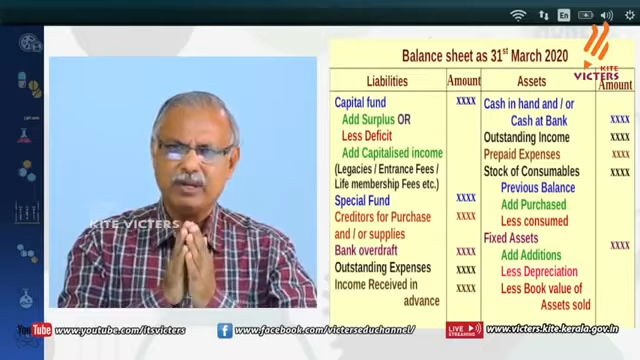 En
KITE
VICTERS
Balance sheet as 31st March 2020
Liabilities Amount Assets Amount
Capital fund xxxx Cash in hand and / or
Add Surplus OR Cash at Bank xxxx
Less Deficit Outstanding Income xxxx
Add Capitalised income Prepaid Expenses xxxx
(Legacies / Entrance Fees / Stock of Consumables xxxx
Life membership Fees etc.) Previous Balance
Special Fund xxxx Add Purchased
Creditors for Purchase xxxx Less consumed
and / or supplies Fixed Assets xxxx
Bank overdraft xxxx Add Additions
Outstanding Expenses xxxx Less Depreciation
Income Received in xxxx Less Book value of
advance Assets sold
KITE VICTERS
YouTube www.youtube.com/itsvicters f www.facebook.com/victerseduchannel/ LIVE STREAMING www.victers.kite.kerala.gov.in